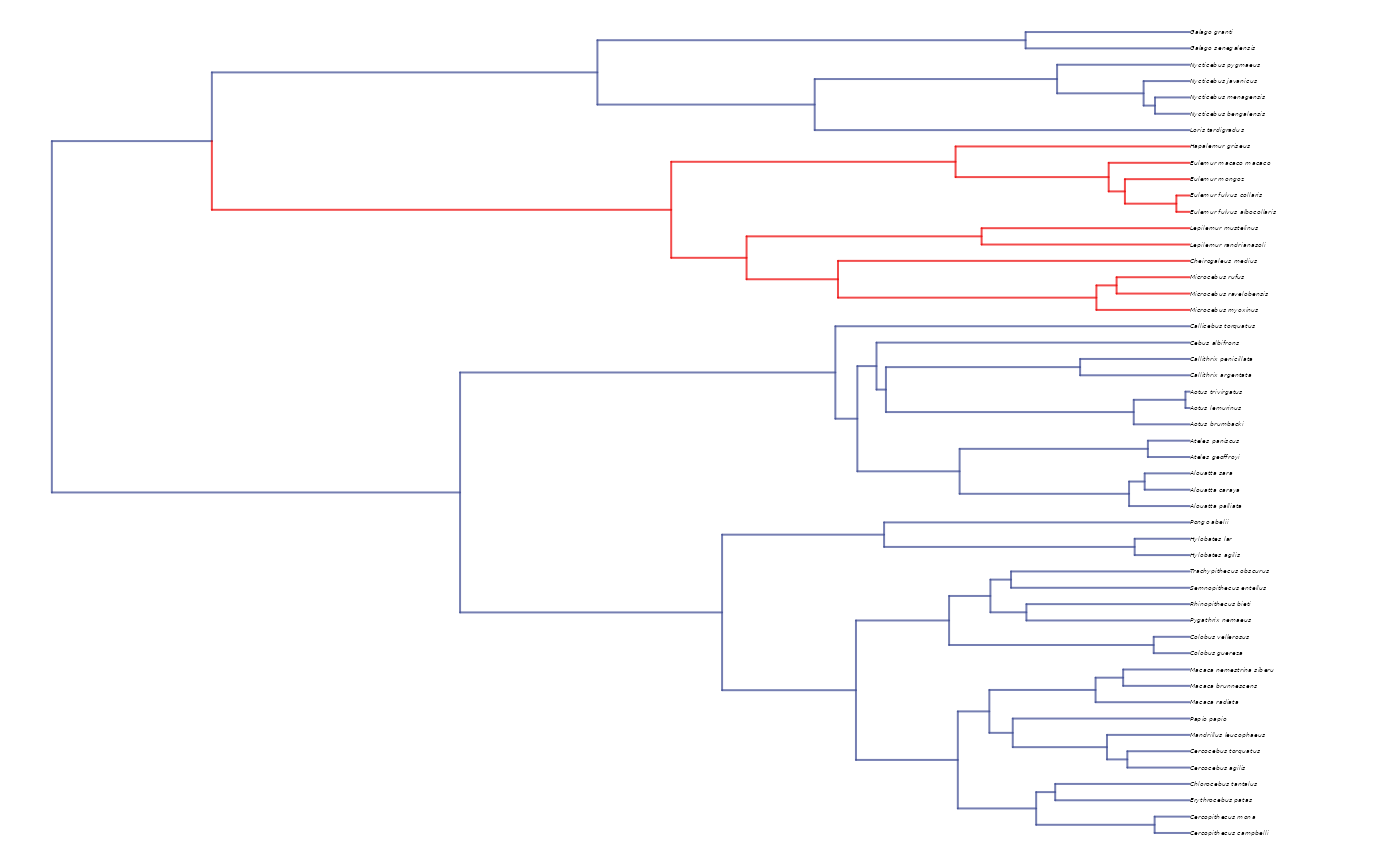 Galago granti
Galago senegalensis
Nycticebus pygmaeus
Nycticebus javanicus
Nycticebus menagensis
Nycticebus bengalensis
Loris tardigradus
Hapalemur griseus
Eulemur macaco macaco
Eulemur mongoz
Eulemur fulvus collaris
Eulemur fulvus albocollaris
Lepilemur mustelinus
Lepilemur randrianasoli
Cheirogaleus medius
Microcebus rufus
Microcebus ravelobensis
Microcebus myoxinus
Callicebus torquatus
Cebus albifrons
Callithrix penicillata
Callithrix argentata
Aotus trivirgatus
Aotus lemurinus
Aotus brumbacki
Ateles paniscus
Ateles geoffroyi
Alouatta sara
Alouatta caraya
Alouatta palliata
Pongo abelii
Hylobates lar
Hylobates agilis
Trachypithecus obscurus
Semnopithecus entellus
Rhinopithecus bieti
Pygathrix nemaeus
Colobus vellerosus
Colobus guereza
Macaca nemestrina siberu
Macaca brunnescens
Macaca radiata
Papio papio
Mandrillus leucophaeus
Cercocebus torquatus
Cercocebus agilis
Chlorocebus tantalus
Erythrocebus patas
Cercopithecus mona
Cercopithecus campbelli